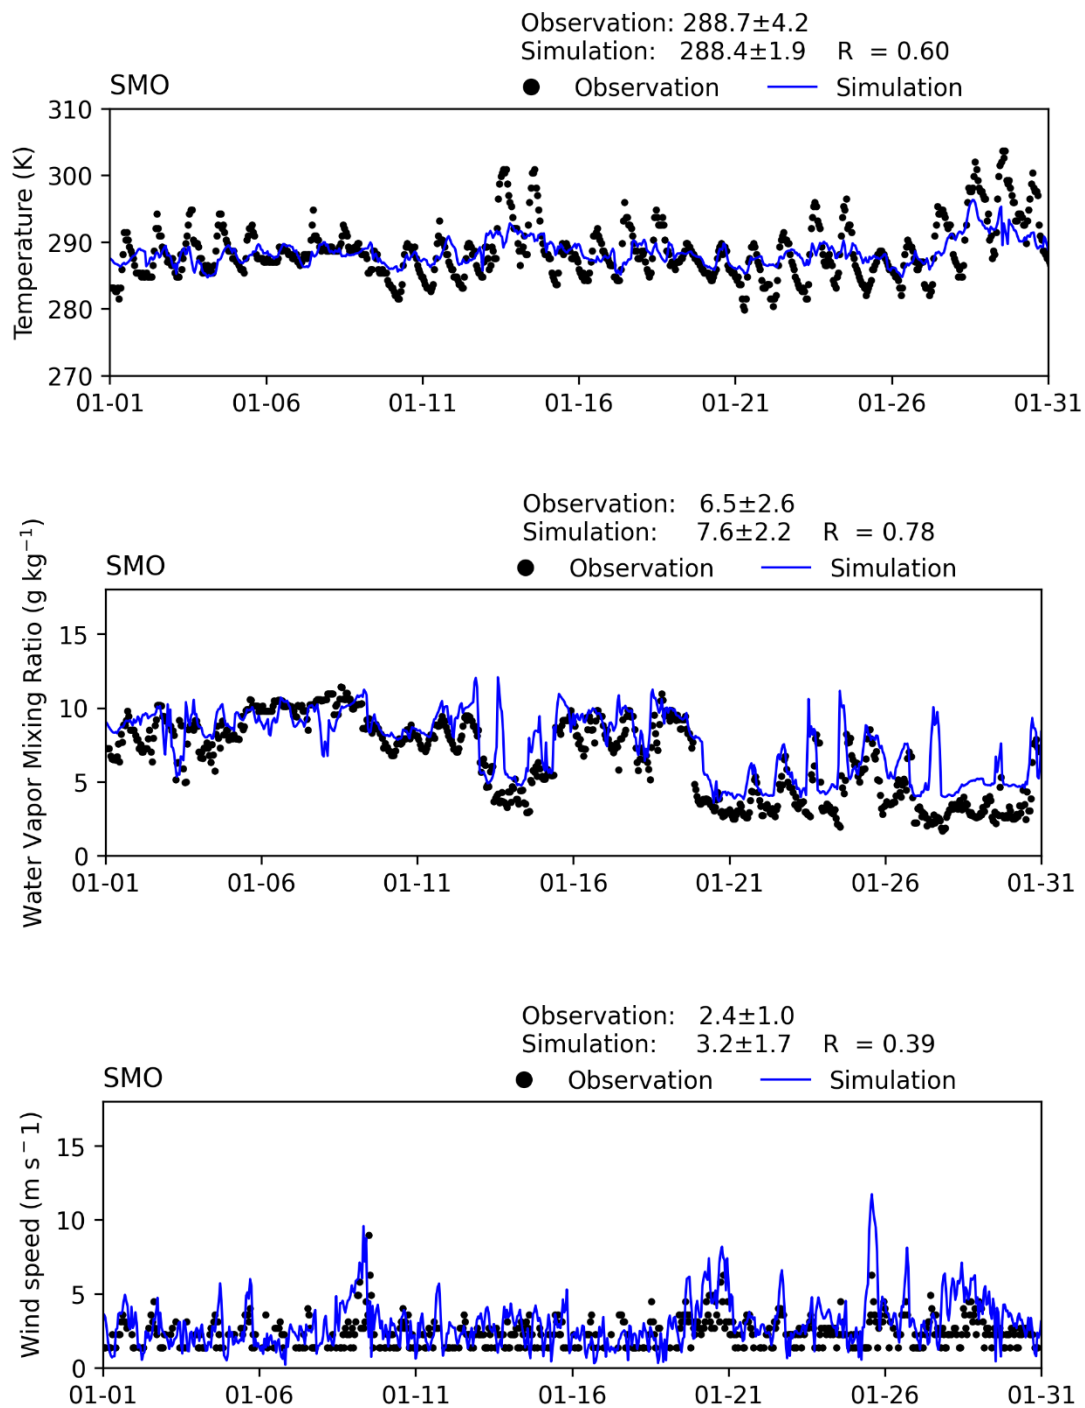 Observation: 288.7±4.2
Simulation: 288.4±1.9 R = 0.60
SMO
Observation Simulation
Temperature (K)
310
300
290
280
270
01-01 01-06 01-11 01-16 01-21 01-26 01-31
Observation: 6.5±2.6
Simulation: 7.6±2.2 R = 0.78
SMO
Observation Simulation
Water Vapor Mixing Ratio (g kg⁻¹)
15
10
5
0
01-01 01-06 01-11 01-16 01-21 01-26 01-31
Observation: 2.4±1.0
Simulation: 3.2±1.7 R = 0.39
SMO
Observation Simulation
Wind speed (m s⁻1)
15
10
5
0
01-01 01-06 01-11 01-16 01-21 01-26 01-31